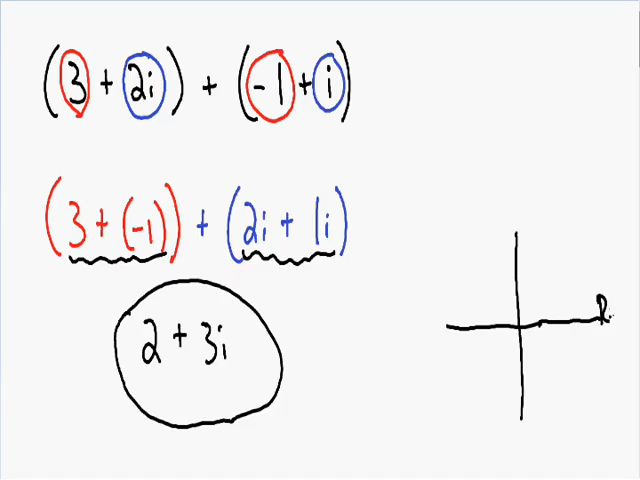 (3 + 2i) + (-1 + i)
(3 + (-1)) + (2i + 1i)
2 + 3i
R